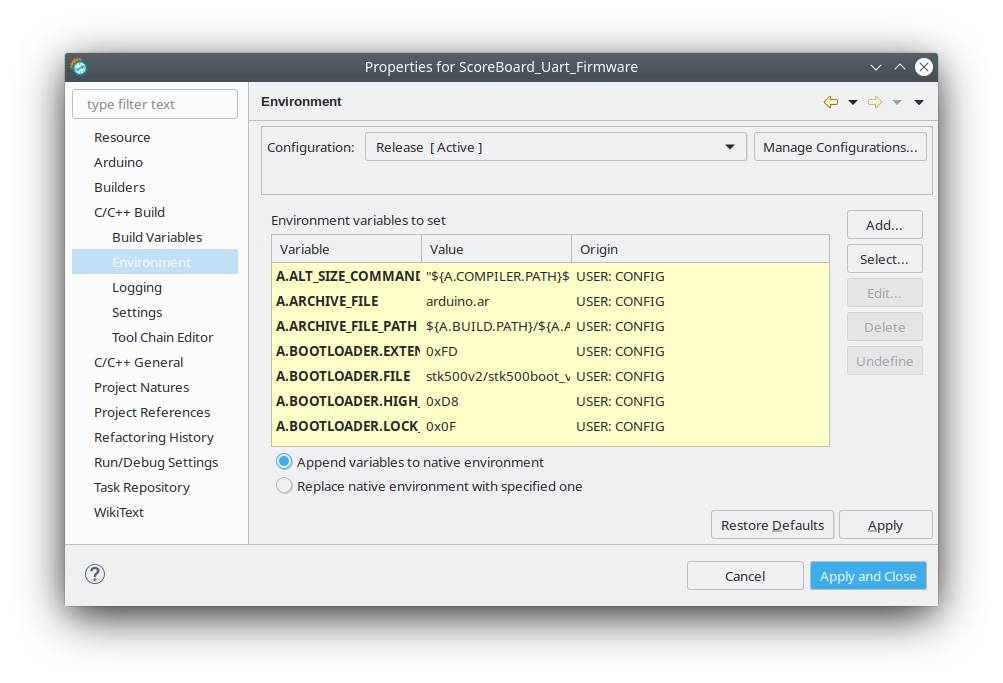 Properties for ScoreBoard_Uart_Firmware
type filter text
Resource
Arduino
Builders
C/C++ Build
Build Variables
Environment
Logging
Settings
Tool Chain Editor
C/C++ General
Project Natures
Project References
Refactoring History
Run/Debug Settings
Task Repository
WikiText
Environment
Configuration: Release [ Active ] Manage Configurations...
Environment variables to set
Variable Value Origin
A.ALT_SIZE_COMMAND "${A.COMPILER.PATH}$ USER: CONFIG
A.ARCHIVE_FILE arduino.ar USER: CONFIG
A.ARCHIVE_FILE_PATH ${A.BUILD.PATH}/${A.A USER: CONFIG
A.BOOTLOADER.EXTEN 0xFD USER: CONFIG
A.BOOTLOADER.FILE stk500v2/stk500boot_v USER: CONFIG
A.BOOTLOADER.HIGH_ 0xD8 USER: CONFIG
A.BOOTLOADER.LOCK_ 0x0F USER: CONFIG
Add...
Select...
Edit...
Delete
Undefine
Append variables to native environment
Replace native environment with specified one
Restore Defaults Apply
? Cancel Apply and Close